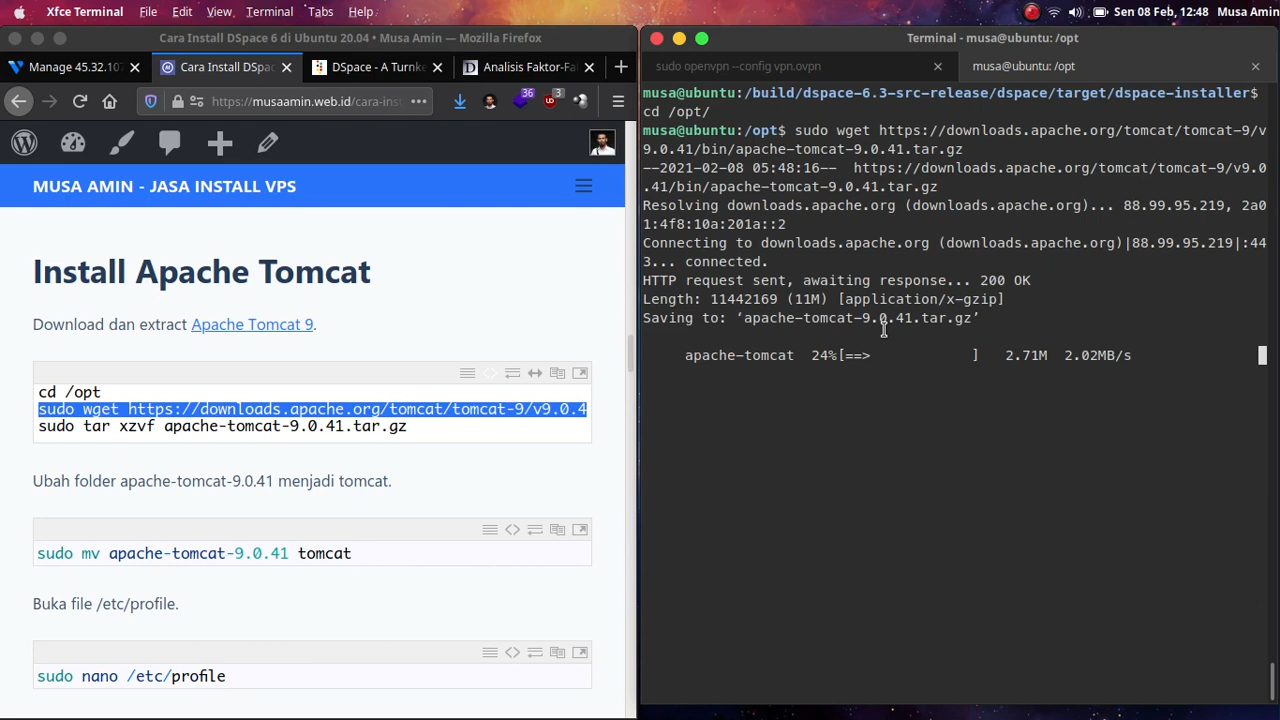 Xfce Terminal File Edit View Terminal Tabs Help Sen 08 Feb, 12:48 Musa Amin
Cara Install DSpace 6 di Ubuntu 20.04 • Musa Amin — Mozilla Firefox
Manage 45.32.107 Cara Install DSpac DSpace - A Turnke Analisis Faktor-Fa
https://musaamin.web.id/cara-inst 36 3
MUSA AMIN - JASA INSTALL VPS
Install Apache Tomcat
Download dan extract Apache Tomcat 9.
cd /opt
sudo wget https://downloads.apache.org/tomcat/tomcat-9/v9.0.4
sudo tar xzvf apache-tomcat-9.0.41.tar.gz
Ubah folder apache-tomcat-9.0.41 menjadi tomcat.
sudo mv apache-tomcat-9.0.41 tomcat
Buka file /etc/profile.
sudo nano /etc/profile
Terminal - musa@ubuntu: /opt
sudo openvpn --config vpn.ovpn musa@ubuntu: /opt
musa@ubuntu:/build/dspace-6.3-src-release/dspace/target/dspace-installer$
cd /opt/
musa@ubuntu:/opt$ sudo wget https://downloads.apache.org/tomcat/tomcat-9/v
9.0.41/bin/apache-tomcat-9.0.41.tar.gz
--2021-02-08 05:48:16-- https://downloads.apache.org/tomcat/tomcat-9/v9.0
.41/bin/apache-tomcat-9.0.41.tar.gz
Resolving downloads.apache.org (downloads.apache.org)... 88.99.95.219, 2a0
1:4f8:10a:201a::2
Connecting to downloads.apache.org (downloads.apache.org)|88.99.95.219|:44
3... connected.
HTTP request sent, awaiting response... 200 OK
Length: 11442169 (11M) [application/x-gzip]
Saving to: ‘apache-tomcat-9.0.41.tar.gz’
apache-tomcat 24%[==> ] 2.71M 2.02MB/s